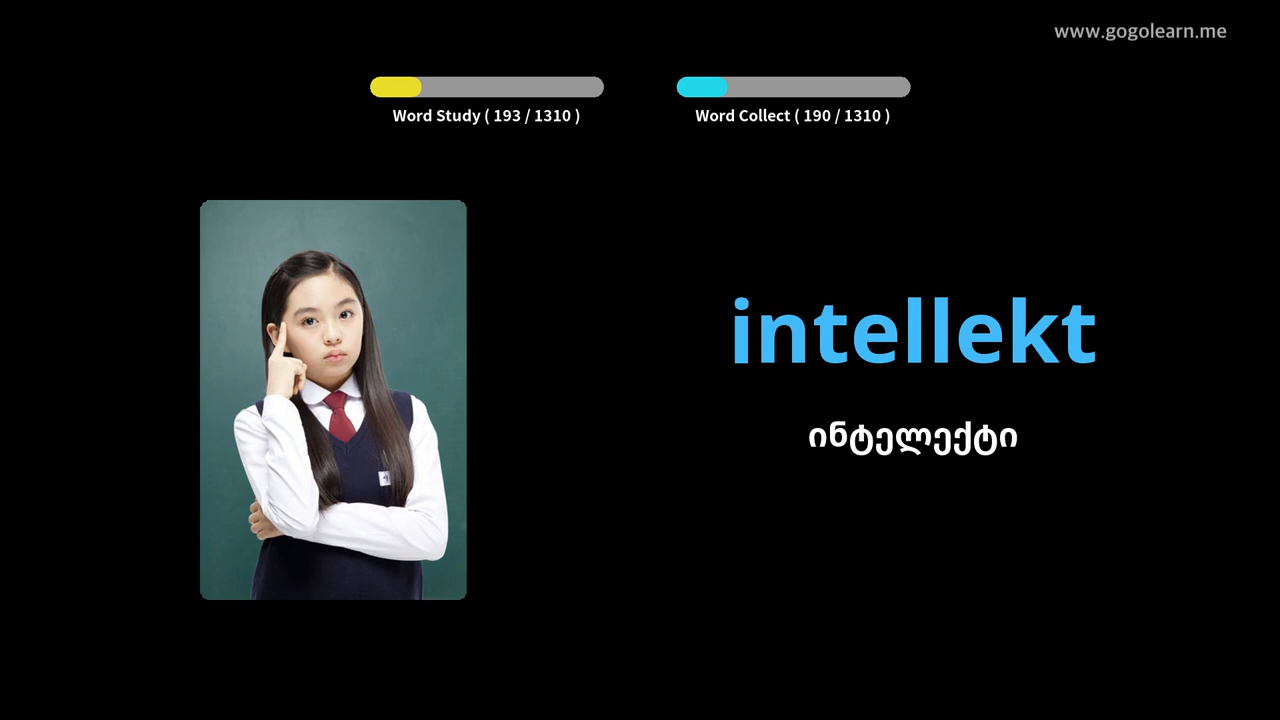 www.gogolearn.me
Word Study ( 193 / 1310 )
Word Collect ( 190 / 1310 )
intellekt
ინტელექტი